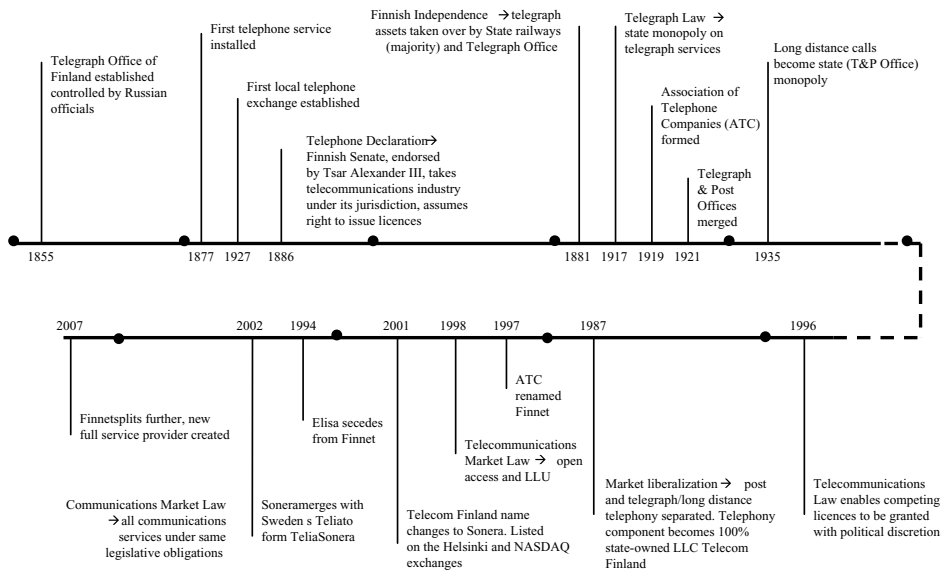 Telegraph Office of
Finland established
controlled by Russian
officials
First telephone service
installed
First local telephone
exchange established
Telephone Declaration→
Finnish Senate, endorsed
by Tsar Alexander III, takes
telecommunications industry
under its jurisdiction, assumes
right to issue licences
Finnish Independence → telegraph
assets taken over by State railways
(majority) and Telegraph Office
Telegraph Law →
state monopoly on
telegraph services
Association of
Telephone
Companies (ATC)
formed
Telegraph
& Post
Offices
merged
Long distance calls
become state (T&P Office)
monopoly
1855
1877
1927
1886
1881
1917
1919
1921
1935
2007
2002
1994
2001
1998
1997
1987
1996
Finnetsplits further, new
full service provider created
Communications Market Law
→ all communications
services under same
legislative obligations
Soneramerges with
Sweden s Teliato
form TeliaSonera
Elisa secedes
from Finnet
Telecom Finland name
changes to Sonera. Listed
on the Helsinki and NASDAQ
exchanges
Telecommunications
Market Law → open
access and LLU
ATC
renamed
Finnet
Market liberalization → post
and telegraph/long distance
telephony separated. Telephony
component becomes 100%
state-owned LLC Telecom
Finland
Telecommunications
Law enables competing
licences to be granted
with political discretion